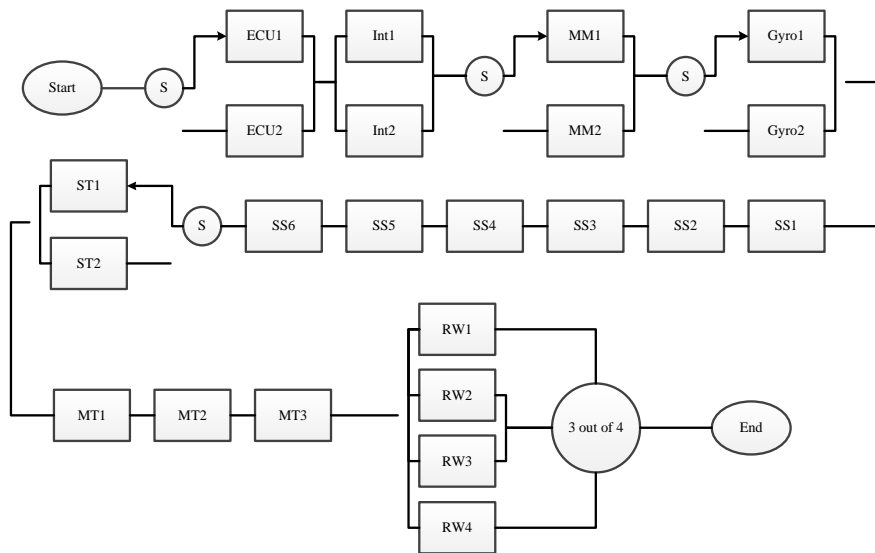 Start
S
ECU1
ECU2
Int1
Int2
S
MM1
MM2
S
Gyro1
Gyro2
ST1
ST2
S
SS6
SS5
SS4
SS3
SS2
SS1
MT1
MT2
MT3
RW1
RW2
RW3
RW4
3 out of 4
End